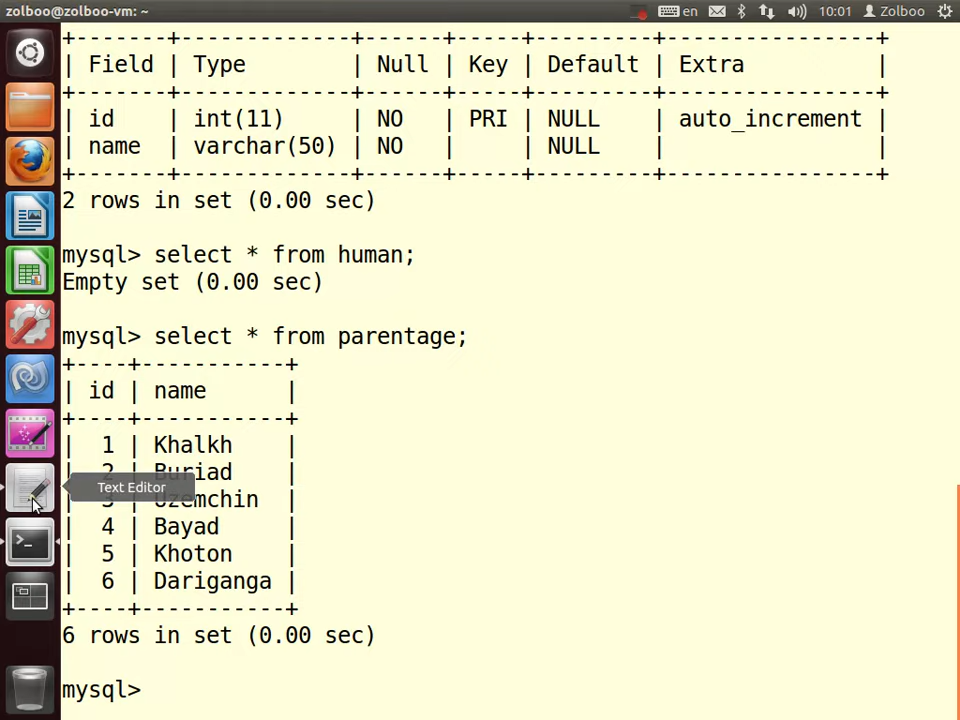 zolboo@zolboo-vm: ~ en 10:01 Zolboo
+-------+-------------+------+-----+---------+----------------+
| Field | Type        | Null | Key | Default | Extra          |
+-------+-------------+------+-----+---------+----------------+
| id    | int(11)     | NO   | PRI | NULL    | auto_increment |
| name  | varchar(50) | NO   |     | NULL    |                |
+-------+-------------+------+-----+---------+----------------+
2 rows in set (0.00 sec)
mysql> select * from human;
Empty set (0.00 sec)
mysql> select * from parentage;
+----+-----------+
| id | name      |
+----+-----------+
|  1 | Khalkh    |
|  2 | Buriad    |
Text Editor
|  3 | Uzemchin  |
|  4 | Bayad     |
|  5 | Khoton    |
|  6 | Dariganga |
+----+-----------+
6 rows in set (0.00 sec)
mysql>